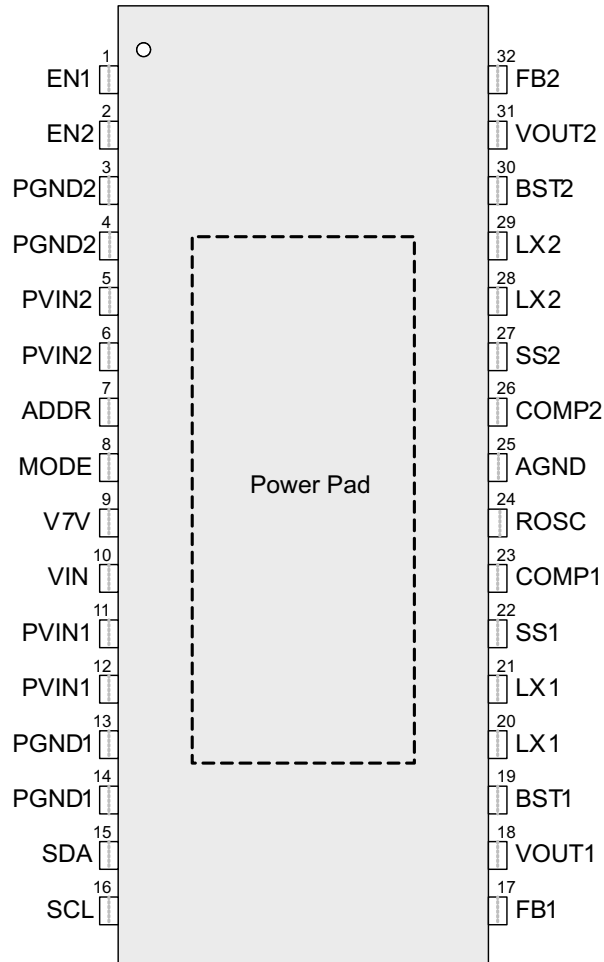 1
EN1
2
EN2
3
PGND2
4
PGND2
5
PVIN2
6
PVIN2
7
ADDR
8
MODE
9
V7V
10
VIN
11
PVIN1
12
PVIN1
13
PGND1
14
PGND1
15
SDA
16
SCL
Power Pad
32
FB2
31
VOUT2
30
BST2
29
LX2
28
LX2
27
SS2
26
COMP2
25
AGND
24
ROSC
23
COMP1
22
SS1
21
LX1
20
LX1
19
BST1
18
VOUT1
17
FB1